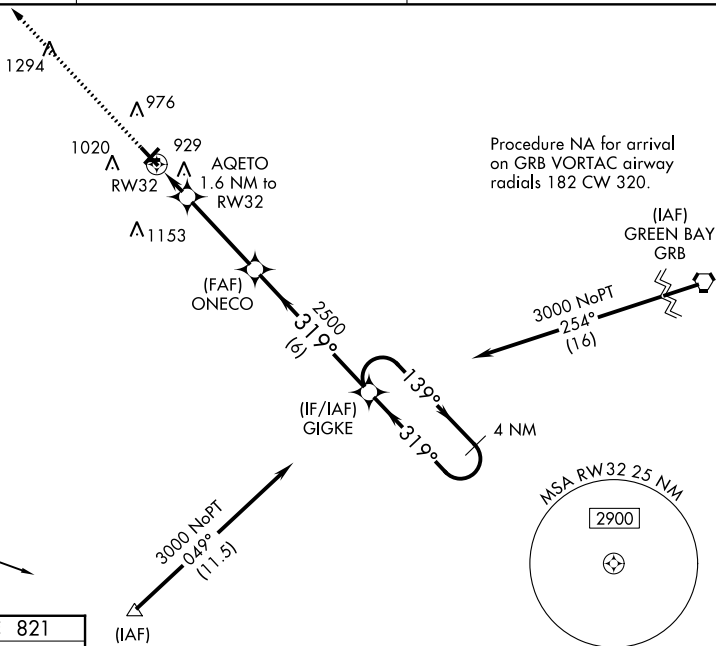 1294
976
1020
929
AQETO
1.6 NM to
RW32
RW32
1153
Procedure NA for arrival
on GRB VORTAC airway
radials 182 CW 320.
(IAF)
GREEN BAY
GRB
(FAF)
ONECO
2500
319°
(6)
3000 NoPT
254°
(16)
(IF/IAF)
GIGKE
139°
319°
4 NM
MSA RW32 25 NM
2900
3000 NoPT
049°
(11.5)
821
(IAF)